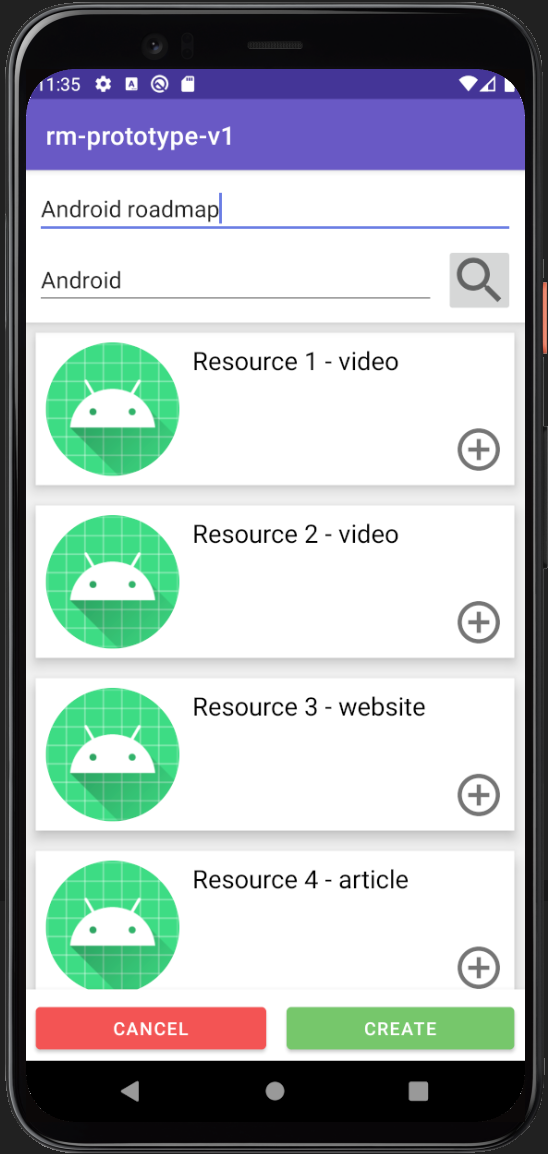 11:35
rm-prototype-v1
Android roadmap
Android
Resource 1 - video
Resource 2 - video
Resource 3 - website
Resource 4 - article
CANCEL
CREATE